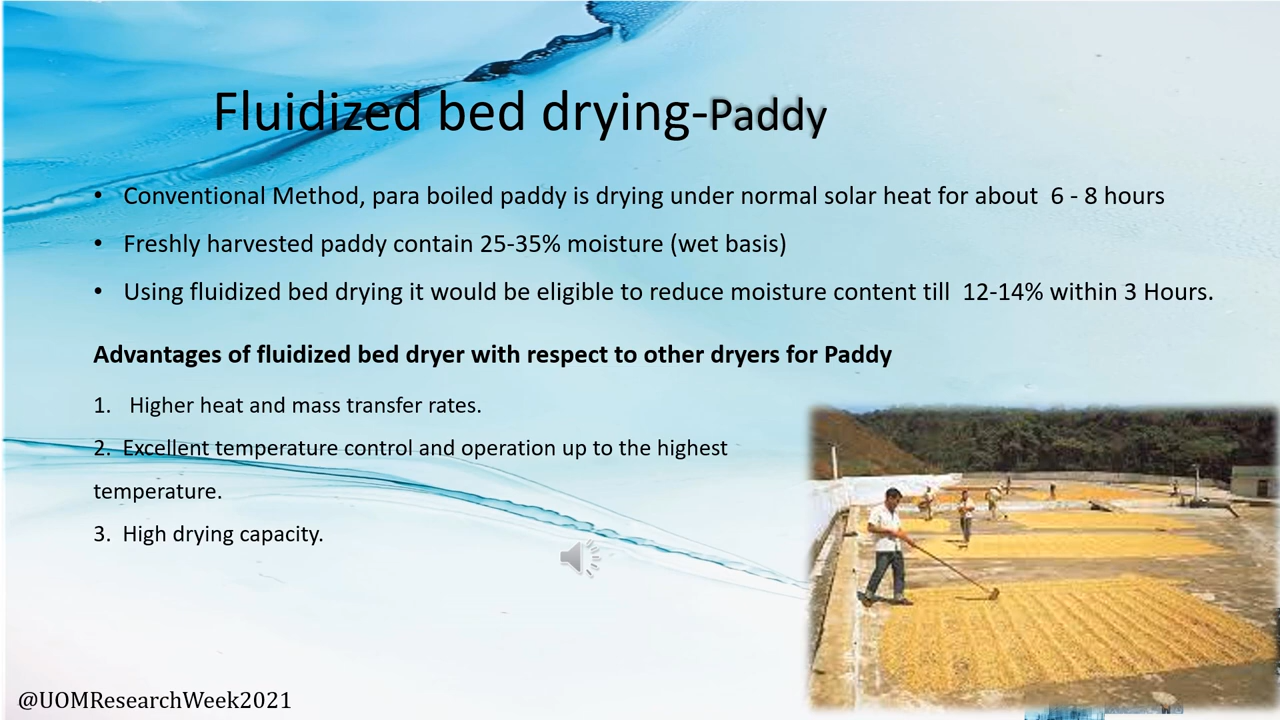 Fluidized bed drying-Paddy
• Conventional Method, para boiled paddy is drying under normal solar heat for about  6 - 8 hours
• Freshly harvested paddy contain 25-35% moisture (wet basis)
• Using fluidized bed drying it would be eligible to reduce moisture content till  12-14% within 3 Hours.
Advantages of fluidized bed dryer with respect to other dryers for Paddy
1.  Higher heat and mass transfer rates.
2.  Excellent temperature control and operation up to the highest
temperature.
3.  High drying capacity.
@UOMResearchWeek2021